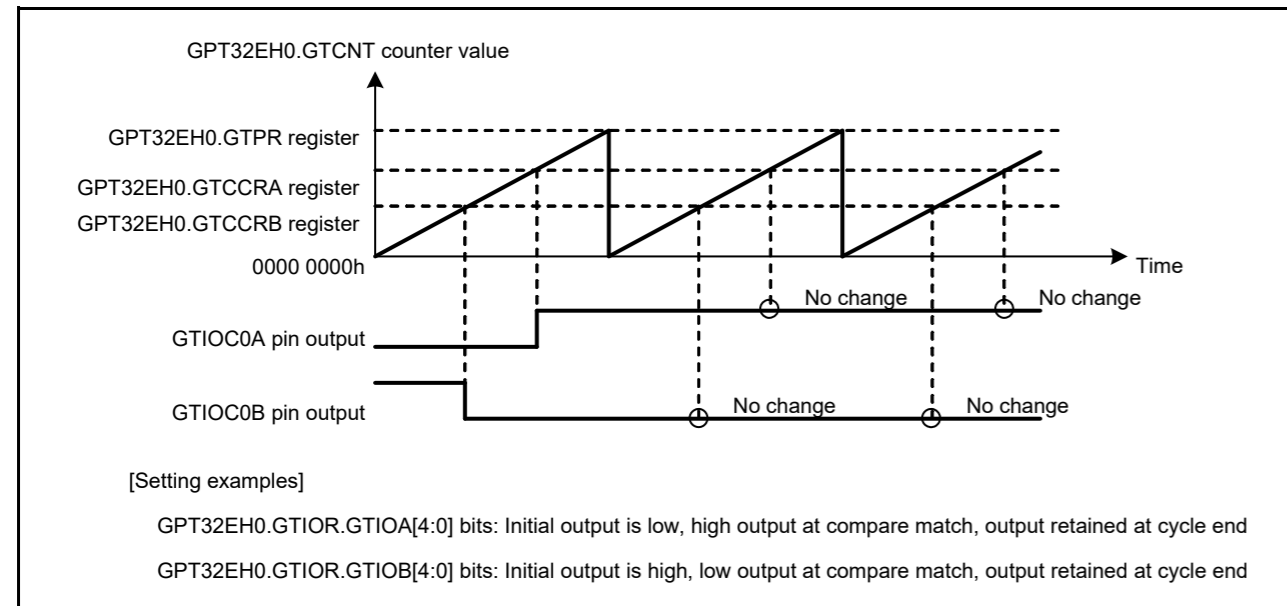 GPT32EH0.GTCNT counter value
GPT32EH0.GTPR register
GPT32EH0.GTCCRA register
GPT32EH0.GTCCRB register
0000 0000h
Time
No change
No change
GTIOC0A pin output
No change
No change
GTIOC0B pin output
[Setting examples]
GPT32EH0.GTIOR.GTIOA[4:0] bits: Initial output is low, high output at compare match, output retained at cycle end
GPT32EH0.GTIOR.GTIOB[4:0] bits: Initial output is high, low output at compare match, output retained at cycle end